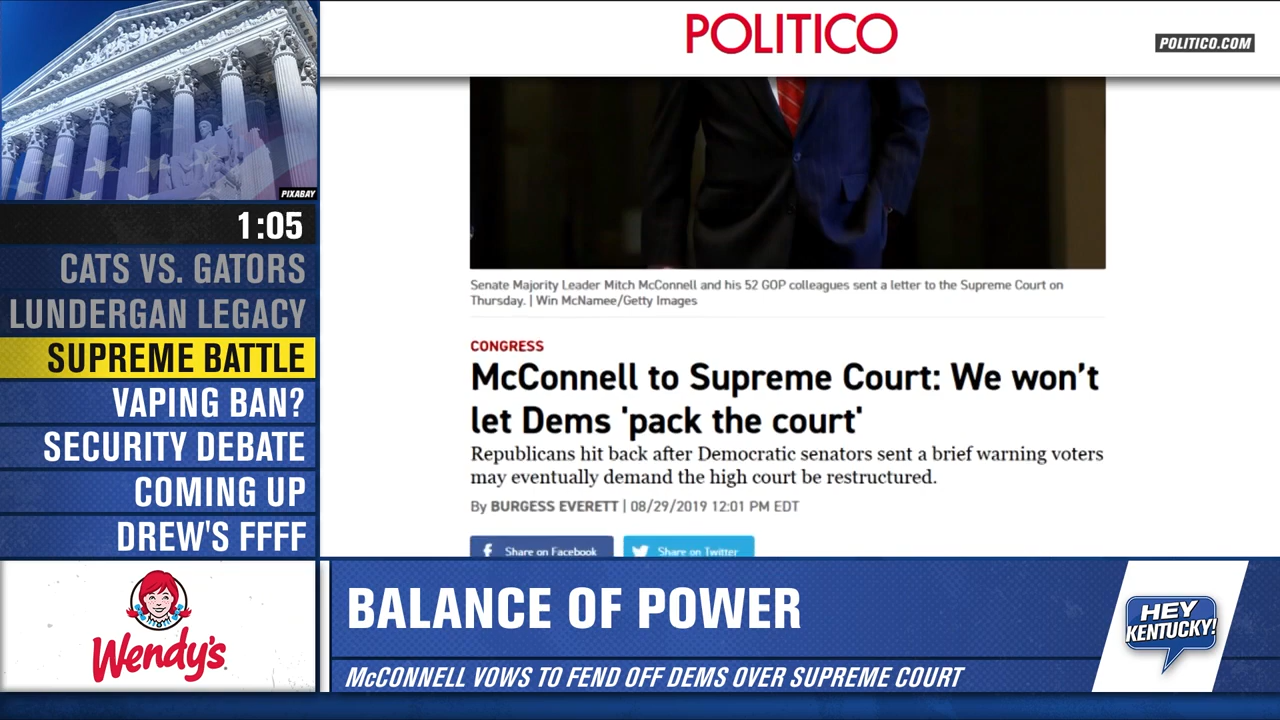 PIXABAY
1:05
CATS VS. GATORS
LUNDERGAN LEGACY
SUPREME BATTLE
VAPING BAN?
SECURITY DEBATE
COMING UP
DREW'S FFFF
Wendy's
POLITICO
POLITICO.COM
Senate Majority Leader Mitch McConnell and his 52 GOP colleagues sent a letter to the Supreme Court on
Thursday. | Win McNamee/Getty Images
CONGRESS
McConnell to Supreme Court: We won't
let Dems 'pack the court'
Republicans hit back after Democratic senators sent a brief warning voters
may eventually demand the high court be restructured.
By BURGESS EVERETT | 08/29/2019 12:01 PM EDT
Share on Facebook
Share on Twitter
BALANCE OF POWER
McCONNELL VOWS TO FEND OFF DEMS OVER SUPREME COURT
HEY
KENTUCKY!